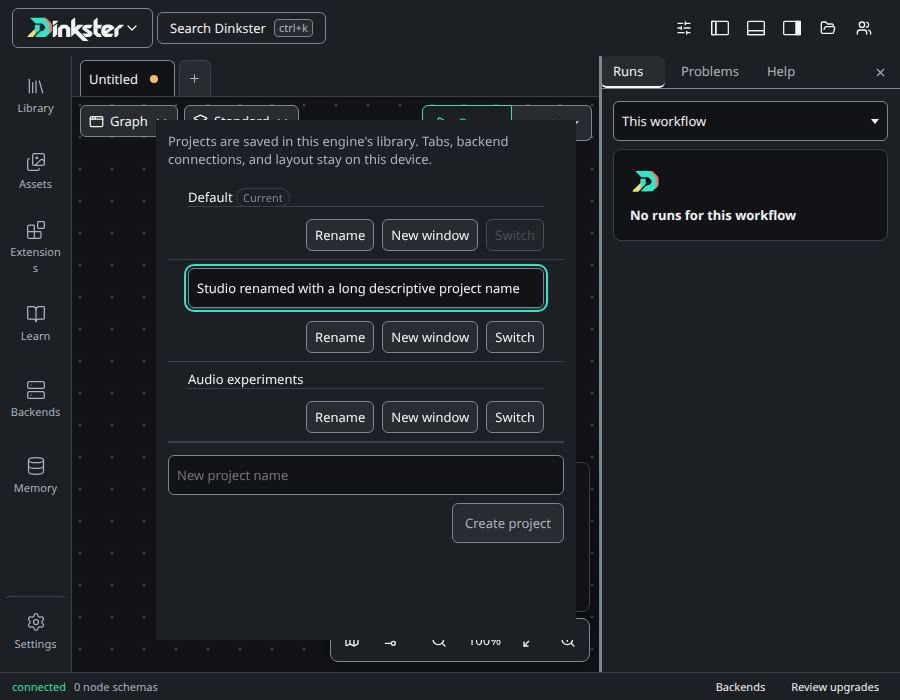 Dinkster
Search Dinkster ctrl+k
Library
Assets
Extension
s
Learn
Backends
Memory
Settings
Untitled
+
Graph
Standard
Projects are saved in this engine's library. Tabs, backend
connections, and layout stay on this device.
Default Current
Rename New window Switch
Studio renamed with a long descriptive project name
Rename New window Switch
Audio experiments
Rename New window Switch
New project name
Create project
100%
Runs Problems Help
This workflow
No runs for this workflow
connected 0 node schemas
Backends Review upgrades